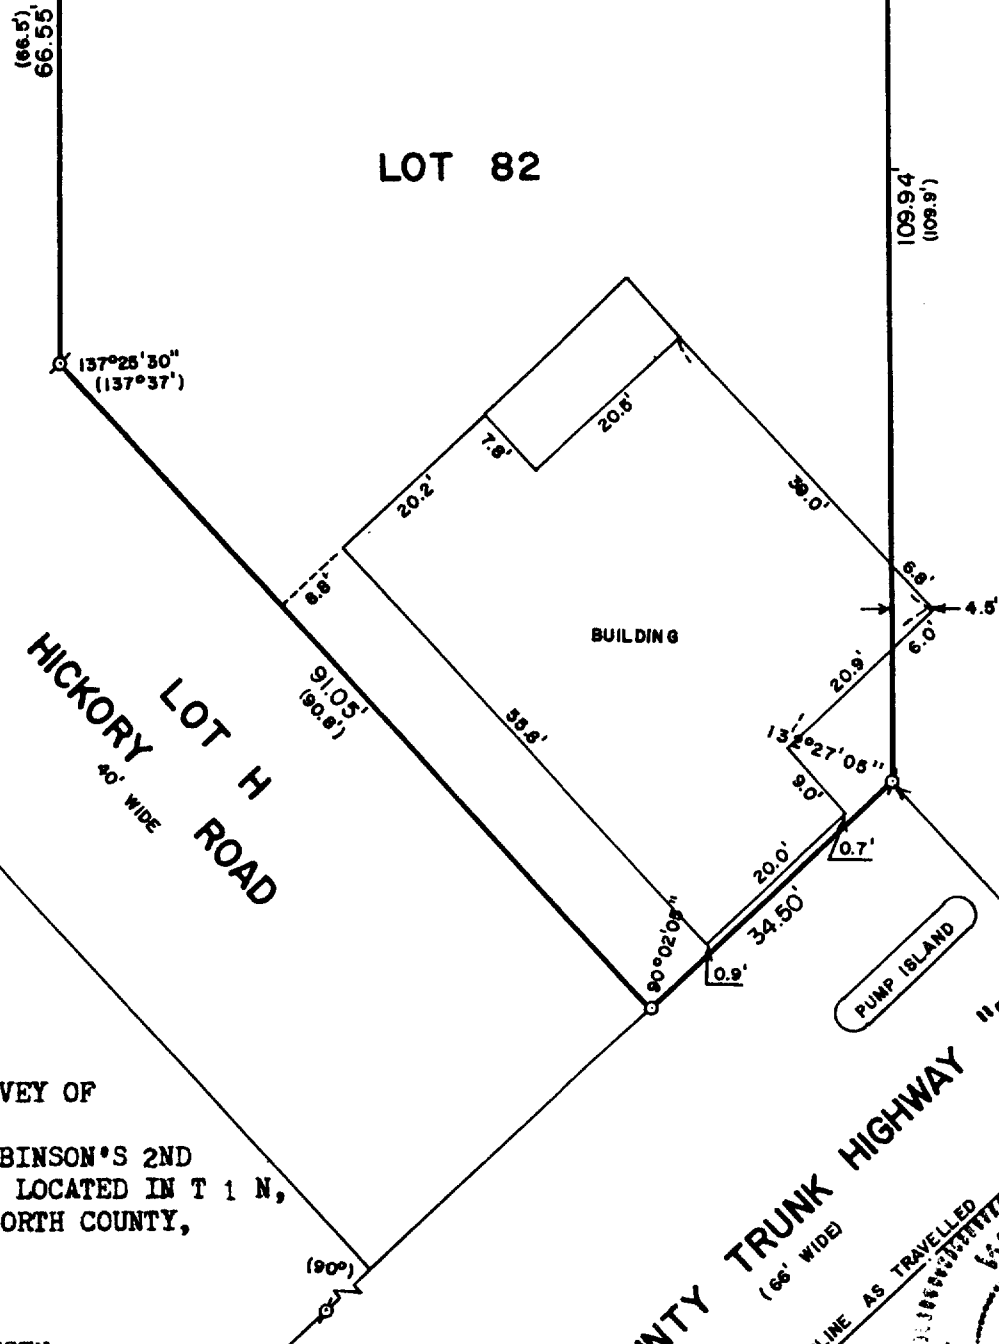 (66.5')
66.55'
LOT 82
109.94'
(109.9')
137°25'30"
(137°37')
7.8'
20.5'
20.2'
39.0'
8.8'
6.8'
4.5'
6.0'
BUILDING
20.9'
91.05'
(90.8')
55.8'
132°27'05"
9.0'
LOT H
HICKORY ROAD
40' WIDE
0.7'
20.0'
34.50'
90°02'05"
0.9'
PUMP ISLAND
VEY OF
BINSON'S 2ND
LOCATED IN T 1 N,
ORTH COUNTY,
(90°)
NTY TRUNK HIGHWAY "
(66' WIDE)
LINE AS TRAVELLED